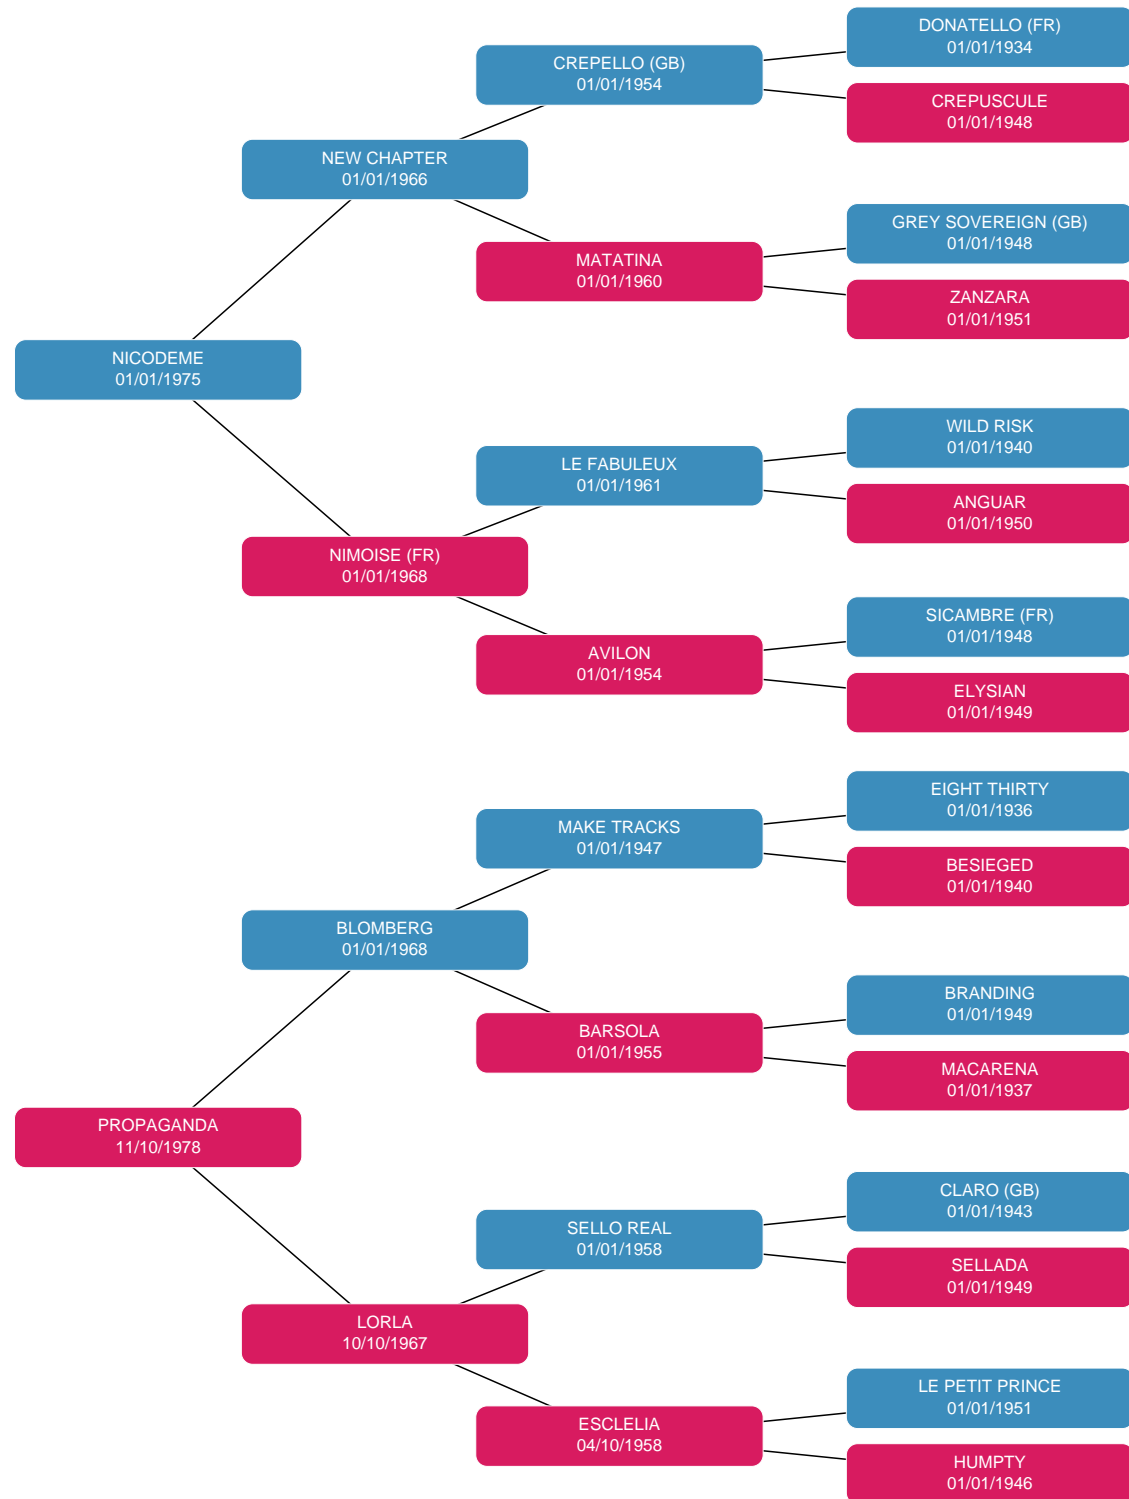 DONATELLO (FR)
01/01/1934
CREPELLO (GB)
01/01/1954
CREPUSCULE
01/01/1948
NEW CHAPTER
01/01/1966
GREY SOVEREIGN (GB)
01/01/1948
MATATINA
01/01/1960
ZANZARA
01/01/1951
NICODEME
01/01/1975
WILD RISK
01/01/1940
LE FABULEUX
01/01/1961
ANGUAR
01/01/1950
NIMOISE (FR)
01/01/1968
SICAMBRE (FR)
01/01/1948
AVILON
01/01/1954
ELYSIAN
01/01/1949
EIGHT THIRTY
01/01/1936
MAKE TRACKS
01/01/1947
BESIEGED
01/01/1940
BLOMBERG
01/01/1968
BRANDING
01/01/1949
BARSOLA
01/01/1955
MACARENA
01/01/1937
PROPAGANDA
11/10/1978
CLARO (GB)
01/01/1943
SELLO REAL
01/01/1958
SELLADA
01/01/1949
LORLA
10/10/1967
LE PETIT PRINCE
01/01/1951
ESCLELIA
04/10/1958
HUMPTY
01/01/1946